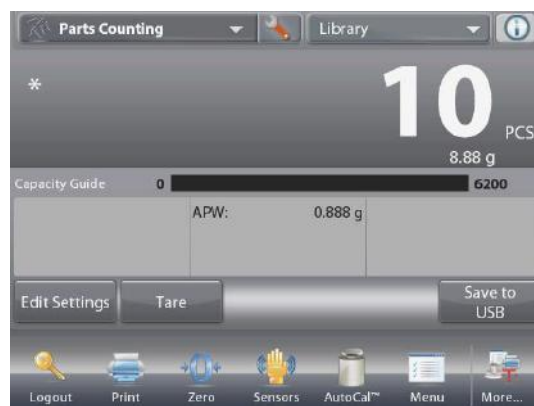 Parts Counting Library
*
10 PCS
8.88 g
Capacity Guide 0 6200
APW: 0.888 g
Edit Settings Tare Save to
USB
Logout Print Zero Sensors AutoCal™ Menu More...